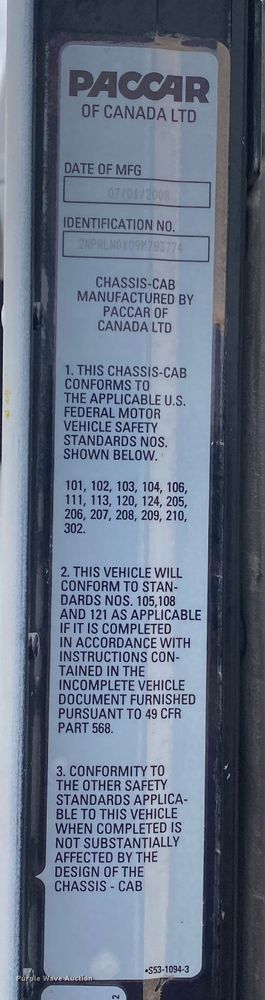 PACCAR
OF CANADA LTD
DATE OF MFG
07/01/2008
IDENTIFICATION NO.
CHASSIS-CAB
MANUFACTURED BY
PACCAR OF
CANADA LTD
1. THIS CHASSIS-CAB
CONFORMS TO
THE APPLICABLE U.S.
FEDERAL MOTOR
VEHICLE SAFETY
STANDARDS NOS.
SHOWN BELOW.
101, 102, 103, 104, 106,
111, 113, 120, 124, 205,
206, 207, 208, 209, 210,
302.
2. THIS VEHICLE WILL
CONFORM TO STAN-
DARDS NOS. 105,108
AND 121 AS APPLICABLE
IF IT IS COMPLETED
IN ACCORDANCE WITH
INSTRUCTIONS CON-
TAINED IN THE
INCOMPLETE VEHICLE
DOCUMENT FURNISHED
PURSUANT TO 49 CFR
PART 568.
3. CONFORMITY TO
THE OTHER SAFETY
STANDARDS APPLICA-
BLE TO THIS VEHICLE
WHEN COMPLETED IS
NOT SUBSTANTIALLY
AFFECTED BY THE
DESIGN OF THE
CHASSIS - CAB
•S53-1094-3
Purple Wave Auction
2